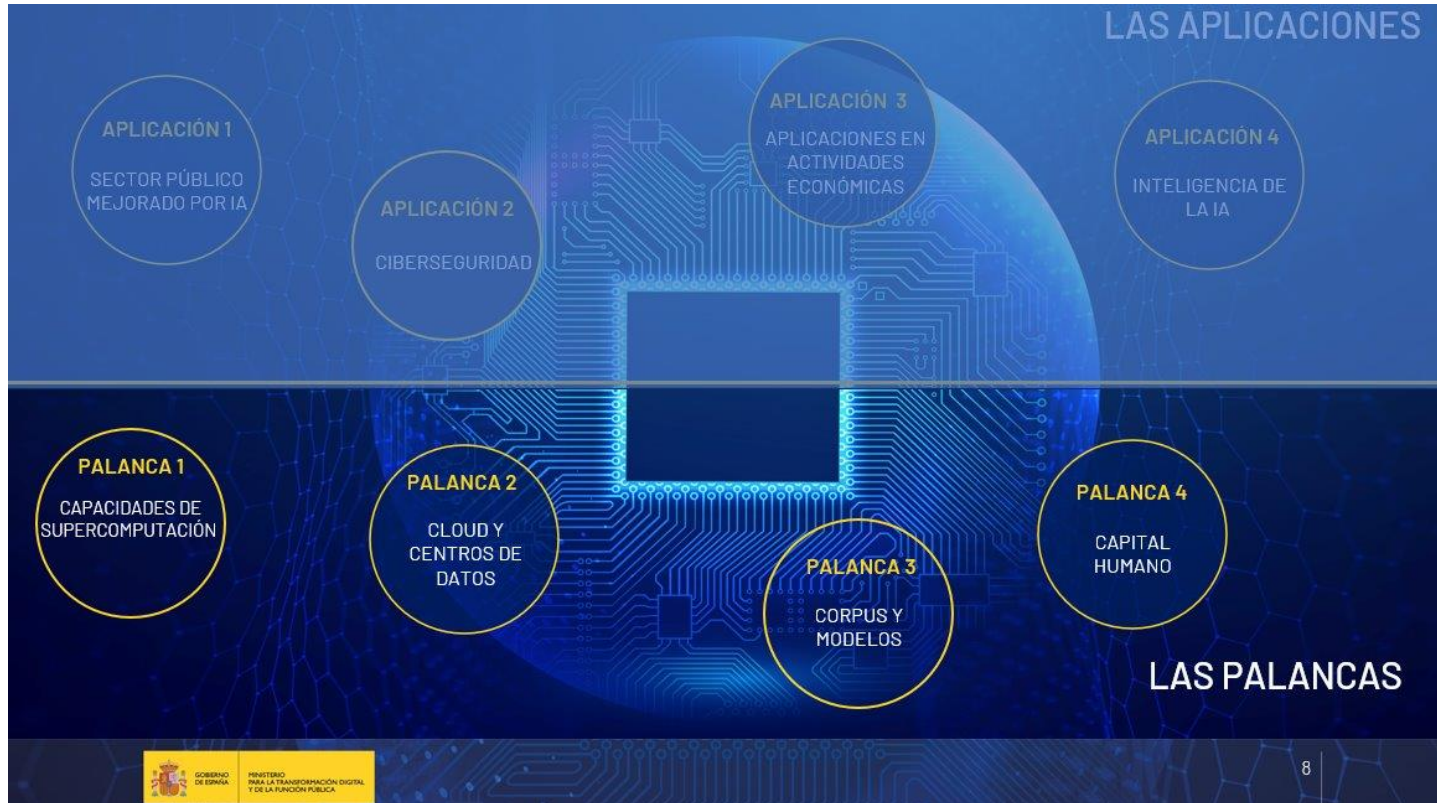 LAS APLICACIONES
APLICACIÓN 1
SECTOR PÚBLICO
MEJORADO POR IA
APLICACIÓN 2
CIBERSEGURIDAD
APLICACIÓN 3
APLICACIONES EN
ACTIVIDADES
ECONÓMICAS
APLICACIÓN 4
INTELIGENCIA DE
LA IA
PALANCA 1
CAPACIDADES DE
SUPERCOMPUTACIÓN
PALANCA 2
CLOUD Y
CENTROS DE
DATOS
PALANCA 3
CORPUS Y
MODELOS
PALANCA 4
CAPITAL
HUMANO
LAS PALANCAS
GOBIERNO
DE ESPAÑA
MINISTERIO
PARA LA TRANSFORMACIÓN DIGITAL
Y DE LA FUNCIÓN PÚBLICA
8